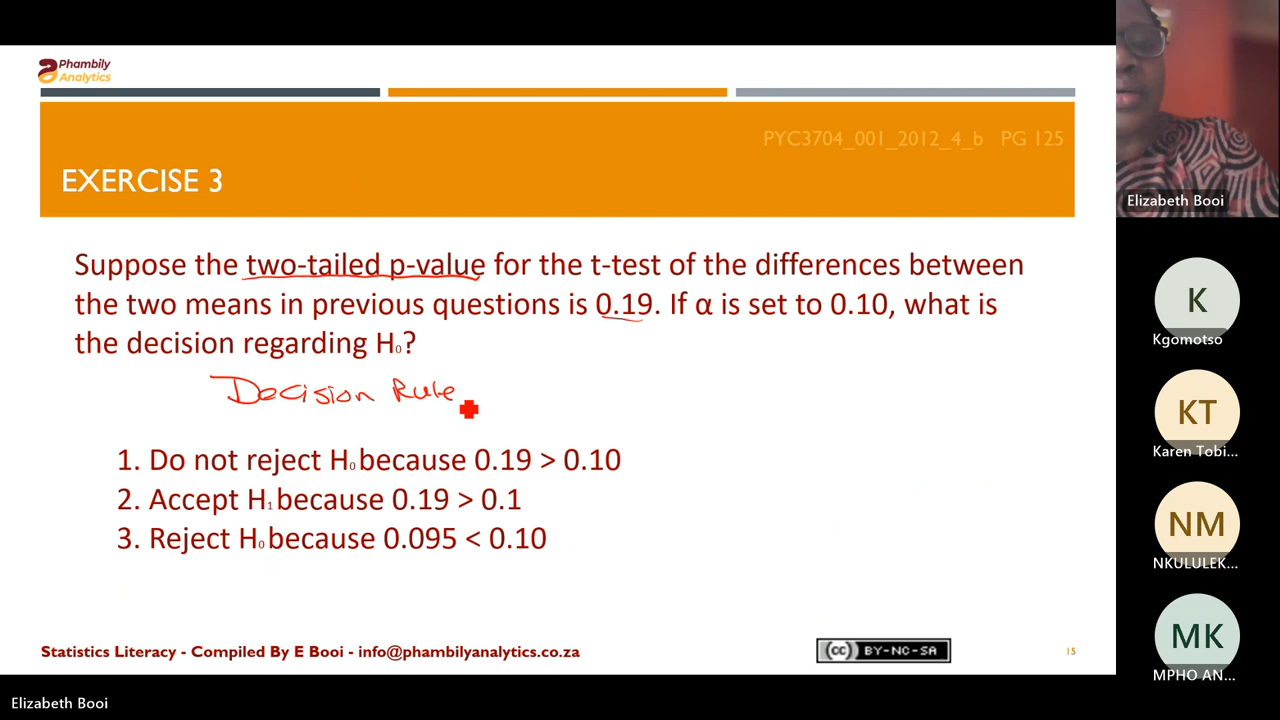 Phambily
Analytics
PYC3704_001_2012_4_b PG 125
EXERCISE 3
Suppose the two-tailed p-value for the t-test of the differences between
the two means in previous questions is 0.19. If α is set to 0.10, what is
the decision regarding H₀?
Decision Rule
1. Do not reject H₀ because 0.19 > 0.10
2. Accept H₁ because 0.19 > 0.1
3. Reject H₀ because 0.095 < 0.10
Statistics Literacy - Compiled By E Booi - info@phambilyanalytics.co.za
cc BY-NC-SA
15
Elizabeth Booi
Elizabeth Booi
K
Kgomotso
KT
Karen Tobi...
NM
NKULULEK...
MK
MPHO AN...